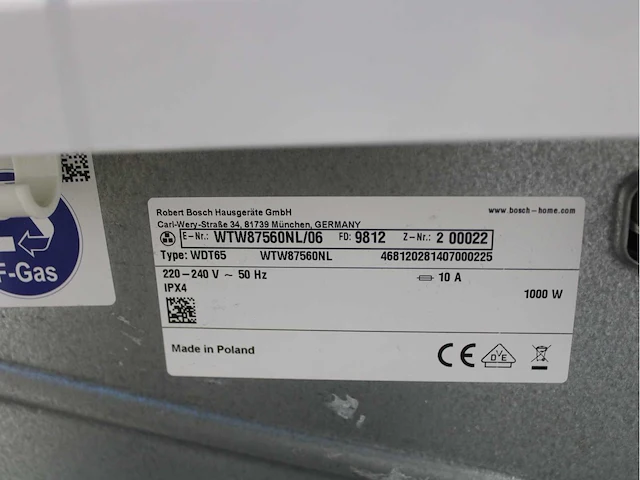 Robert Bosch Hausgeräte GmbH
www.bosch-home.com
Carl-Wery-Straße 34, 81739 München, GERMANY
E-Nr.: WTW87560NL/06 FD: 9812 Z-Nr.: 2 00022
Type: WDT65 WTW87560NL 468120281407000225
220-240 V ~ 50 Hz 10 A
IPX4 1000 W
Made in Poland
CE VE
F-Gas